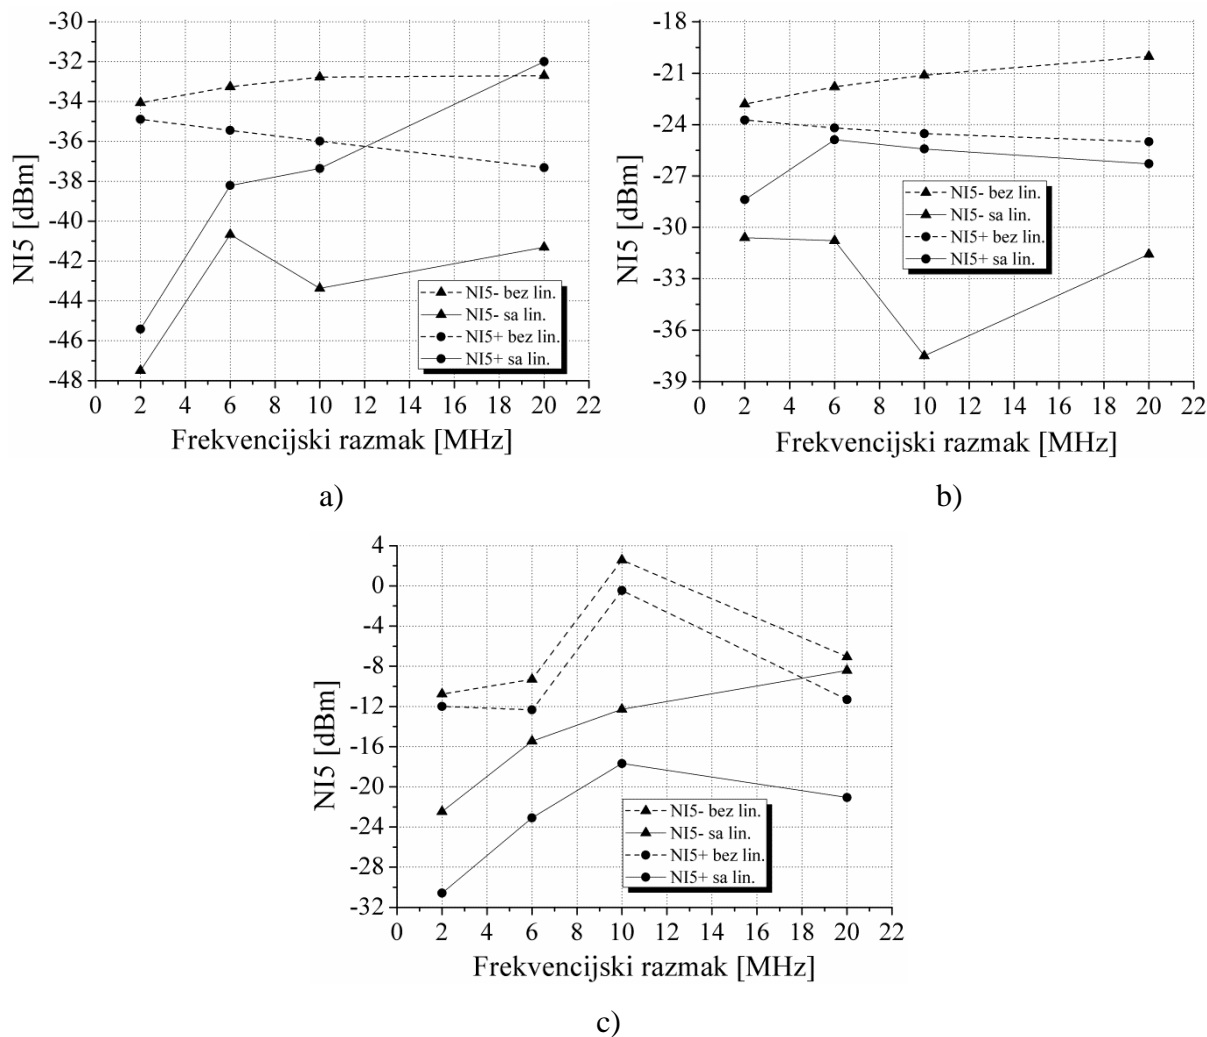 -30
-32
-34
-36
-38
-40
-42
-44
-46
-48
NI5 [dBm]
0 2 4 6 8 10 12 14 16 18 20 22
Frekvencijski razmak [MHz]
NI5- bez lin.
NI5- sa lin.
NI5+ bez lin.
NI5+ sa lin.
a)
-18
-21
-24
-27
-30
-33
-36
-39
NI5 [dBm]
0 2 4 6 8 10 12 14 16 18 20 22
Frekvencijski razmak [MHz]
NI5- bez lin.
NI5- sa lin.
NI5+ bez lin.
NI5+ sa lin.
b)
4
0
-4
-8
-12
-16
-20
-24
-28
-32
NI5 [dBm]
0 2 4 6 8 10 12 14 16 18 20 22
Frekvencijski razmak [MHz]
NI5- bez lin.
NI5- sa lin.
NI5+ bez lin.
NI5+ sa lin.
c)